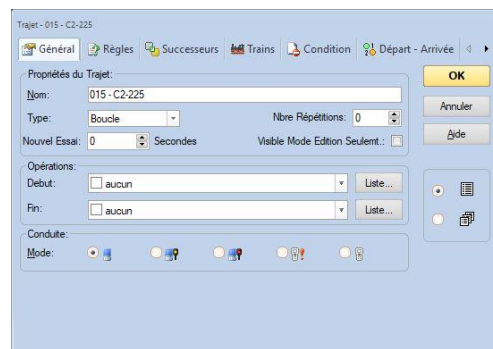 Trajet - 015 - C2-225
Général Règles Successeurs Trains Condition Départ - Arrivée
Propriétés du Trajet:
Nom: 015 - C2-225
Type: Boucle Nbre Répétitions: 0
Nouvel Essai: 0 Secondes Visible Mode Edition Seulemt.:
Opérations:
Debut: aucun Liste...
Fin: aucun Liste...
Conduite:
Mode:
OK
Annuler
Aide